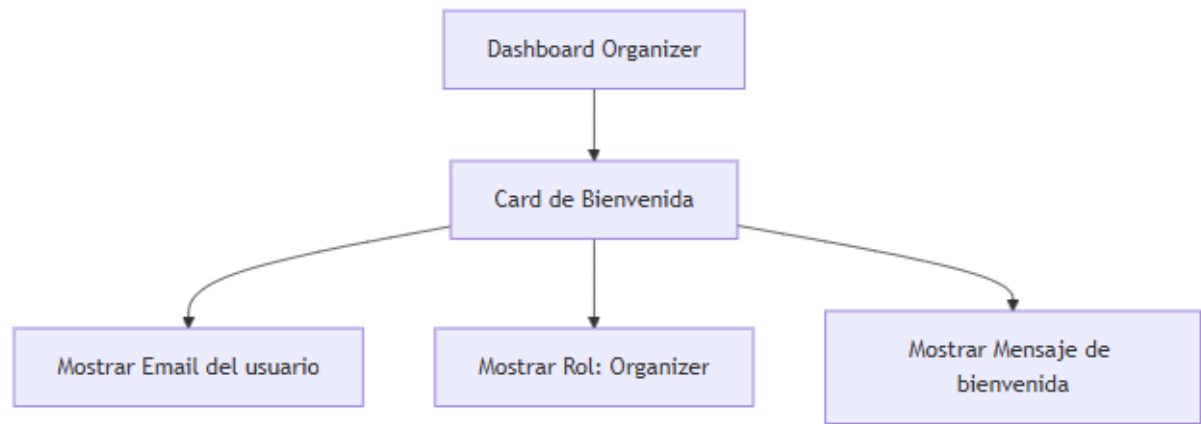 Dashboard Organizer
Card de Bienvenida
Mostrar Email del usuario
Mostrar Rol: Organizer
Mostrar Mensaje de
bienvenida